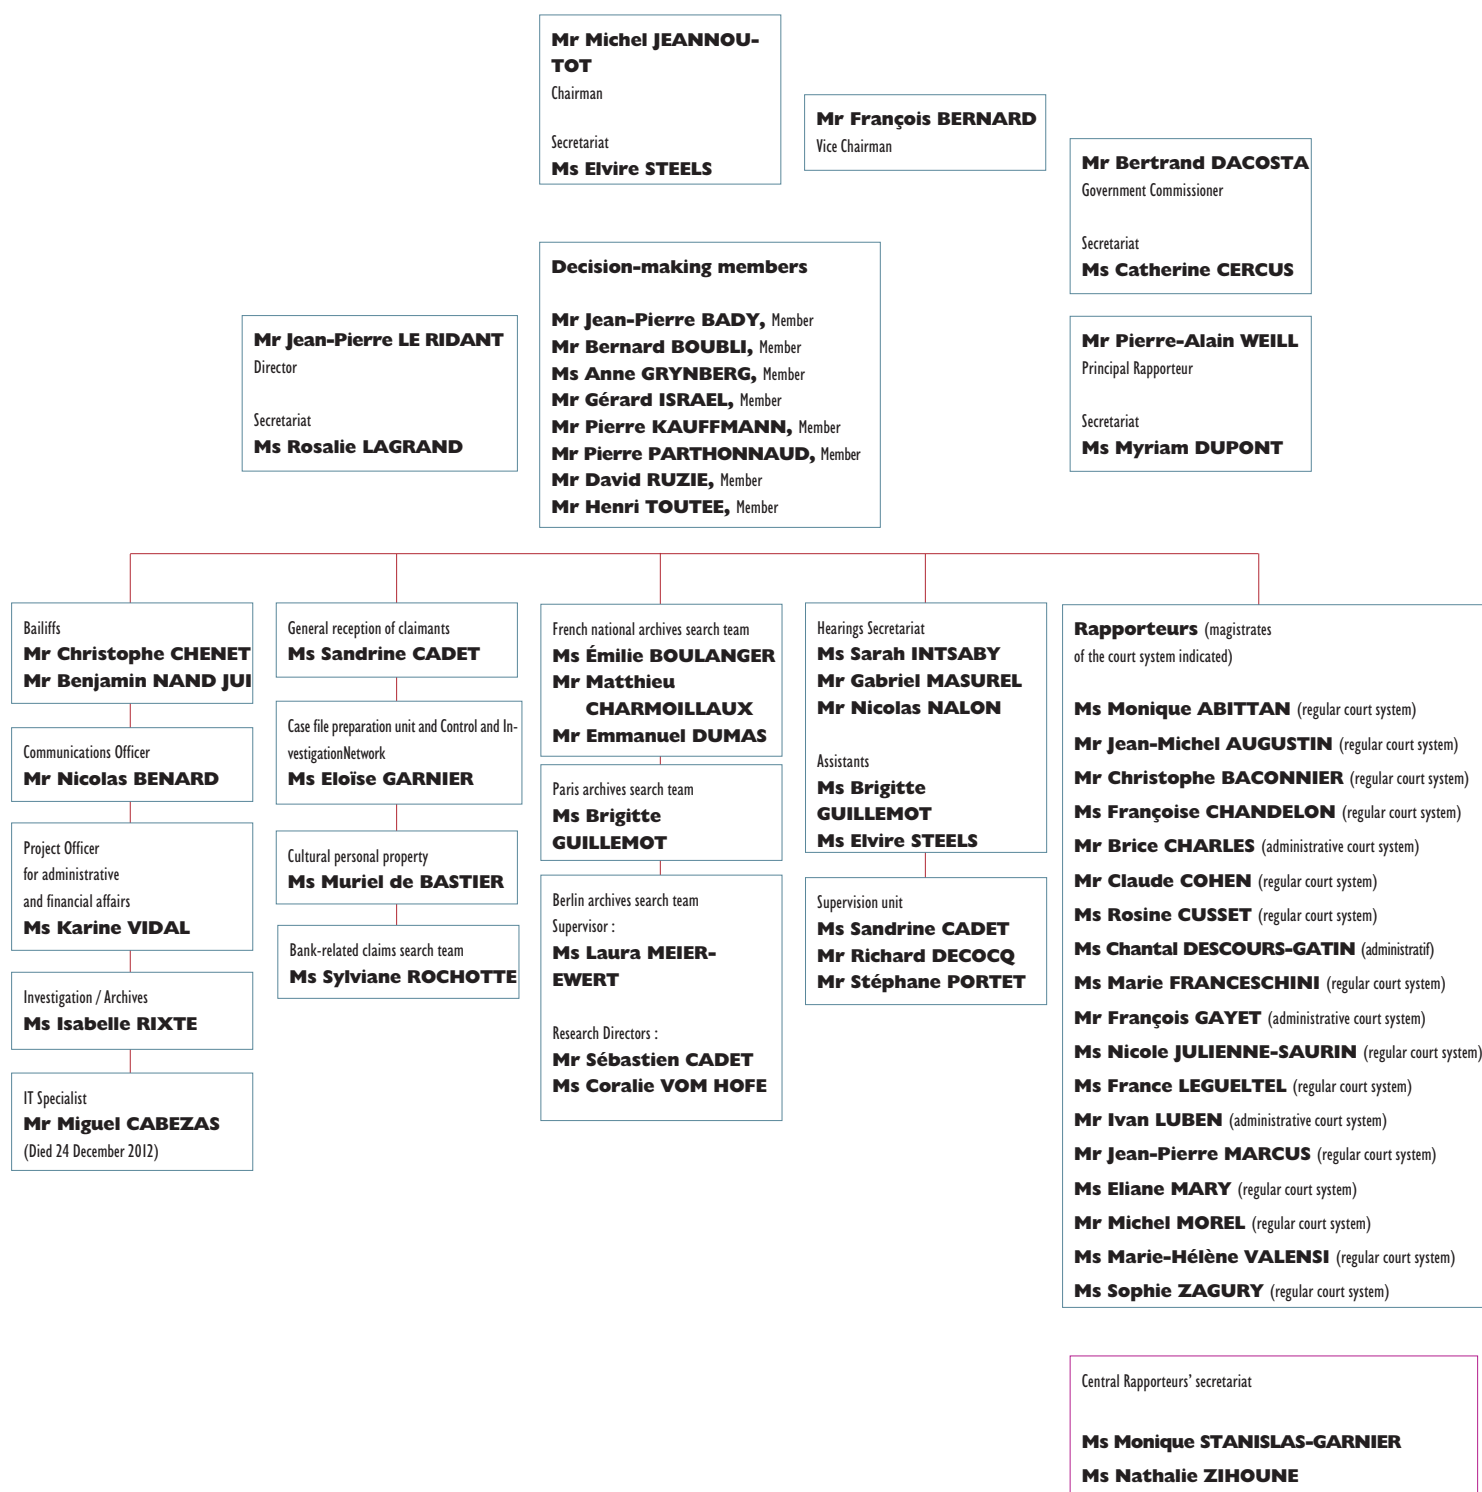 Mr Michel JEANNOU-
TOT
Chairman
Secretariat
Ms Elvire STEELS
Mr François BERNARD
Vice Chairman
Mr Bertrand DACOSTA
Government Commissioner
Secretariat
Ms Catherine CERCUS
Decision-making members
Mr Jean-Pierre BADY, Member
Mr Bernard BOUBLI, Member
Ms Anne GRYNBERG, Member
Mr Gérard ISRAEL, Member
Mr Pierre KAUFFMANN, Member
Mr Pierre PARTHONNAUD, Member
Mr David RUZIE, Member
Mr Henri TOUTEE, Member
Mr Jean-Pierre LE RIDANT
Director
Secretariat
Ms Rosalie LAGRAND
Mr Pierre-Alain WEILL
Principal Rapporteur
Secretariat
Ms Myriam DUPONT
Bailiffs
Mr Christophe CHENET
Mr Benjamin NAND JUI
Communications Officer
Mr Nicolas BENARD
Project Officer
for administrative
and financial affairs
Ms Karine VIDAL
Investigation / Archives
Ms Isabelle RIXTE
IT Specialist
Mr Miguel CABEZAS
(Died 24 December 2012)
General reception of claimants
Ms Sandrine CADET
Case file preparation unit and Control and In-
vestigationNetwork
Ms Eloïse GARNIER
Cultural personal property
Ms Muriel de BASTIER
Bank-related claims search team
Ms Sylviane ROCHOTTE
French national archives search team
Ms Émilie BOULANGER
Mr Matthieu
CHARMOILLAUX
Mr Emmanuel DUMAS
Paris archives search team
Ms Brigitte
GUILLEMOT
Berlin archives search team
Supervisor :
Ms Laura MEIER-
EWERT
Research Directors :
Mr Sébastien CADET
Ms Coralie VOM HOFE
Hearings Secretariat
Ms Sarah INTSABY
Mr Gabriel MASUREL
Mr Nicolas NALON
Assistants
Ms Brigitte
GUILLEMOT
Ms Elvire STEELS
Supervision unit
Ms Sandrine CADET
Mr Richard DECOCQ
Mr Stéphane PORTET
Rapporteurs (magistrates
of the court system indicated)
Ms Monique ABITTAN (regular court system)
Mr Jean-Michel AUGUSTIN (regular court system)
Mr Christophe BACONNIER (regular court system)
Ms Françoise CHANDELON (regular court system)
Mr Brice CHARLES (administrative court system)
Mr Claude COHEN (regular court system)
Ms Rosine CUSSET (regular court system)
Ms Chantal DESCOURS-GATIN (administratif)
Ms Marie FRANCESCHINI (regular court system)
Mr François GAYET (administrative court system)
Ms Nicole JULIENNE-SAURIN (regular court system)
Ms France LEGUELTEL (regular court system)
Mr Ivan LUBEN (administrative court system)
Mr Jean-Pierre MARCUS (regular court system)
Ms Eliane MARY (regular court system)
Mr Michel MOREL (regular court system)
Ms Marie-Hélène VALENSI (regular court system)
Ms Sophie ZAGURY (regular court system)
Central Rapporteurs' secretariat
Ms Monique STANISLAS-GARNIER
Ms Nathalie ZIHOUNE